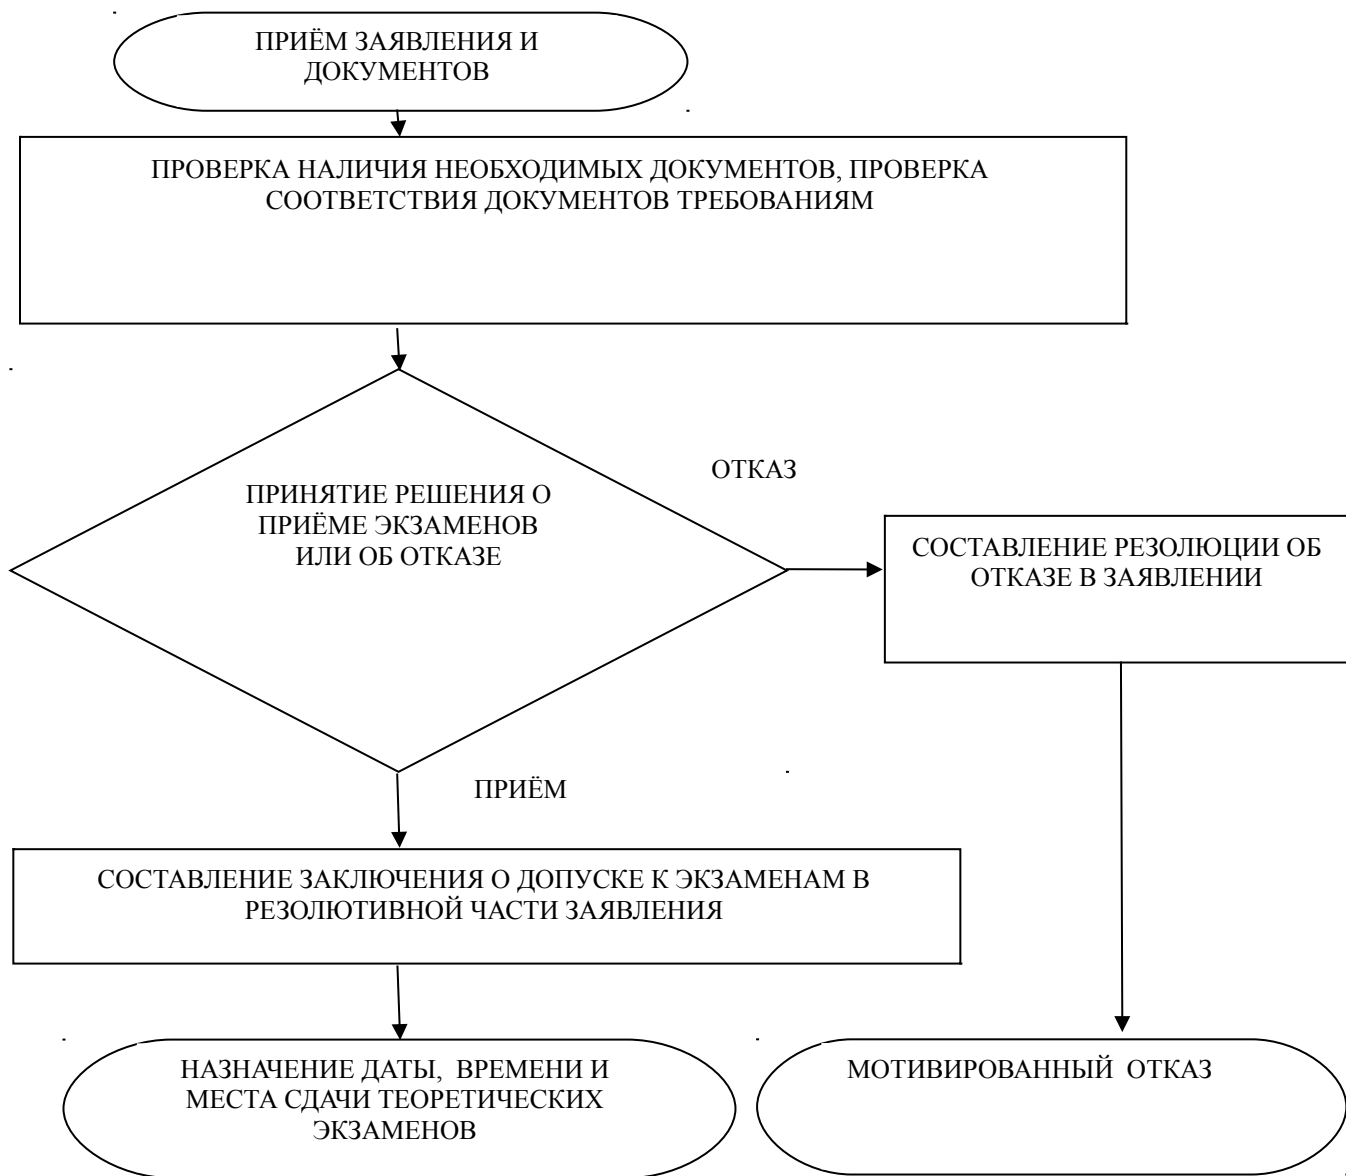 ПРИЁМ ЗАЯВЛЕНИЯ И
ДОКУМЕНТОВ
ПРОВЕРКА НАЛИЧИЯ НЕОБХОДИМЫХ ДОКУМЕНТОВ, ПРОВЕРКА
СООТВЕТСТВИЯ ДОКУМЕНТОВ ТРЕБОВАНИЯМ
ПРИНЯТИЕ РЕШЕНИЯ О
ПРИЁМЕ ЭКЗАМЕНОВ
ИЛИ ОБ ОТКАЗЕ
ОТКАЗ
СОСТАВЛЕНИЕ РЕЗОЛЮЦИИ ОБ
ОТКАЗЕ В ЗАЯВЛЕНИИ
ПРИЁМ
СОСТАВЛЕНИЕ ЗАКЛЮЧЕНИЯ О ДОПУСКЕ К ЭКЗАМЕНАМ В
РЕЗОЛЮТИВНОЙ ЧАСТИ ЗАЯВЛЕНИЯ
НАЗНАЧЕНИЕ ДАТЫ, ВРЕМЕНИ И
МЕСТА СДАЧИ ТЕОРЕТИЧЕСКИХ
ЭКЗАМЕНОВ
МОТИВИРОВАННЫЙ ОТКАЗ